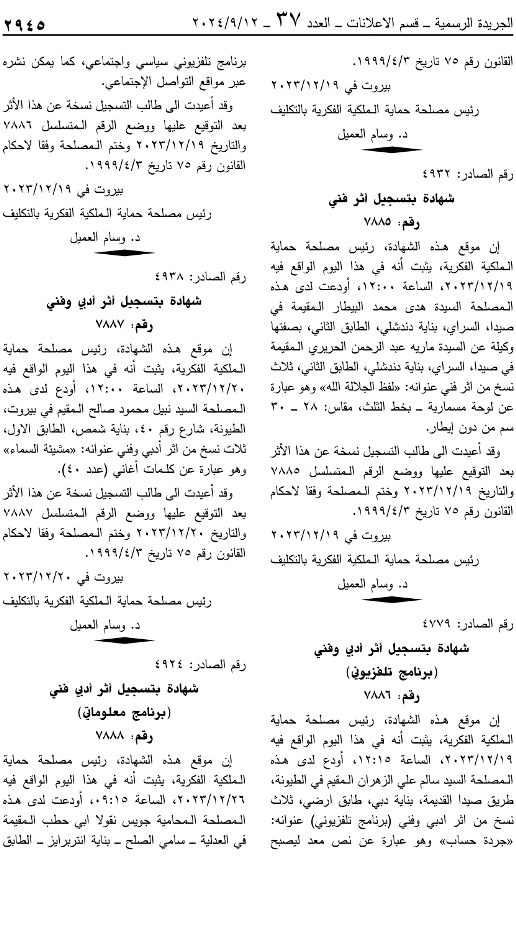 الجريدة الرسمية ــ قسم الاعلانات ــ العدد ٣٧ ــ ٢٠٢٤/٩/١٢
٢٩٤٥
القانون رقم ٧٥ تاريخ ١٩٩٩/٤/٣.
بيروت في ٢٠٢٣/١٢/١٩
رئيس مصلحة حماية الملكية الفكرية بالتكليف
د. وسام العميل
رقم الصادر: ٤٩٣٢
شهادة بتسجيل أثر فني
رقم: ٧٨٨٥
إن موقع هذه الشهادة، رئيس مصلحة حماية
الملكية الفكرية، يثبت أنه في هذا اليوم الواقع فيه
٢٠٢٣/١٢/١٩، الساعة ١٢:٠٠، أودعت لدى هذه
المصلحة السيدة هدى محمد البيطار المقيمة في
صيدا، السراي، بناية دندشلي، الطابق الثاني، بصفتها
وكيلة عن السيدة ماريه عبد الرحمن الحريري المقيمة
في صيدا، السراي، بناية دندشلي، الطابق الثاني، ثلاث
نسخ من اثر فني عنوانه: «لفظ الجلالة الله» وهو عبارة
عن لوحة مسمارية ــ بخط الثلث، مقاس: ٢٨ ــ ٣٠
سم من دون إيطار.
وقد أعيدت الى طالب التسجيل نسخة عن هذا الأثر
بعد التوقيع عليها ووضع الرقم المتسلسل ٧٨٨٥
والتاريخ ٢٠٢٣/١٢/١٩ وختم المصلحة وفقا لاحكام
القانون رقم ٧٥ تاريخ ١٩٩٩/٤/٣.
بيروت في ٢٠٢٣/١٢/١٩
رئيس مصلحة حماية الملكية الفكرية بالتكليف
د. وسام العميل
رقم الصادر: ٤٧٧٩
شهادة بتسجيل أثر أدبي وفني
(برنامج تلفزيوني)
رقم: ٧٨٨٦
إن موقع هذه الشهادة، رئيس مصلحة حماية
الملكية الفكرية، يثبت أنه في هذا اليوم الواقع فيه
٢٠٢٣/١٢/١٩، الساعة ١٢:١٥، أودع لدى هذه
المصلحة السيد سالم علي الزهران المقيم في الطيونة،
طريق صيدا القديمة، بناية دبي، طابق ارضي، ثلاث
نسخ من اثر ادبي وفني (برنامج تلفزيوني) عنوانه:
«جردة حساب» وهو عبارة عن نص معد ليصبح
برنامج تلفزيوني سياسي واجتماعي، كما يمكن نشره
عبر مواقع التواصل الإجتماعي.
وقد أعيدت الى طالب التسجيل نسخة عن هذا الأثر
بعد التوقيع عليها ووضع الرقم المتسلسل ٧٨٨٦
والتاريخ ٢٠٢٣/١٢/١٩ وختم المصلحة وفقا لاحكام
القانون رقم ٧٥ تاريخ ١٩٩٩/٤/٣.
بيروت في ٢٠٢٣/١٢/١٩
رئيس مصلحة حماية الملكية الفكرية بالتكليف
د. وسام العميل
رقم الصادر: ٤٩٣٨
شهادة بتسجيل أثر أدبي وفني
رقم: ٧٨٨٧
إن موقع هذه الشهادة، رئيس مصلحة حماية
الملكية الفكرية، يثبت أنه في هذا اليوم الواقع فيه
٢٠٢٣/١٢/٢٠، الساعة ١٢:٠٠، أودع لدى هذه
المصلحة السيد نبيل محمود صالح المقيم في بيروت،
الطيونة، شارع رقم ٤٠، بناية شمص، الطابق الاول،
ثلاث نسخ من اثر أدبي وفني عنوانه: «مشيئة السماء»
وهو عبارة عن كلمات أغاني (عدد ٤٠).
وقد أعيدت الى طالب التسجيل نسخة عن هذا الأثر
بعد التوقيع عليها ووضع الرقم المتسلسل ٧٨٨٧
والتاريخ ٢٠٢٣/١٢/٢٠ وختم المصلحة وفقا لاحكام
القانون رقم ٧٥ تاريخ ١٩٩٩/٤/٣.
بيروت في ٢٠٢٣/١٢/٢٠
رئيس مصلحة حماية الملكية الفكرية بالتكليف
د. وسام العميل
رقم الصادر: ٤٩٢٤
شهادة بتسجيل أثر أدبي فني
(برنامج معلوماتي)
رقم: ٧٨٨٨
إن موقع هذه الشهادة، رئيس مصلحة حماية
الملكية الفكرية، يثبت أنه في هذا اليوم الواقع فيه
٢٠٢٣/١٢/٢٦، الساعة ٠٩:١٥، أودعت لدى هذه
المصلحة المحامية جويس نقولا ابي حطب المقيمة
في العدلية ــ سامي الصلح ــ بناية انتربرايز ــ الطابق